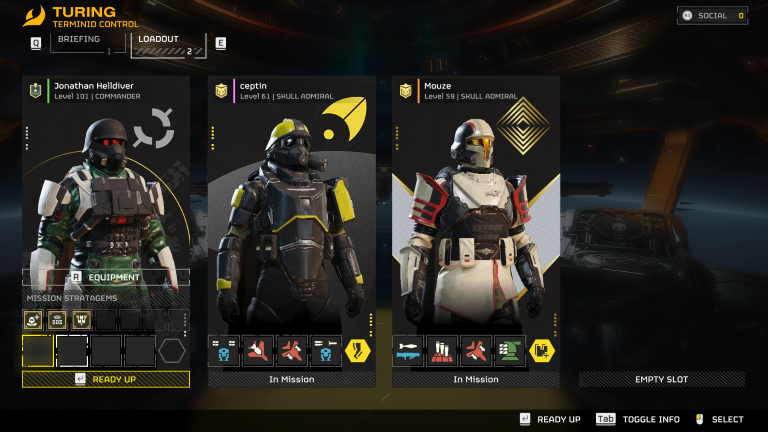 TURING
TERMINID CONTROL
SOCIAL 0
Q
BRIEFING
1
LOADOUT
2
E
Jonathan Helldiver
Level 101 | COMMANDER
ceptin
Level 61 | SKULL ADMIRAL
Mouze
Level 59 | SKULL ADMIRAL
R EQUIPMENT
MISSION STRATAGEMS
SOS
READY UP
In Mission
In Mission
EMPTY SLOT
READY UP
Tab TOGGLE INFO
SELECT